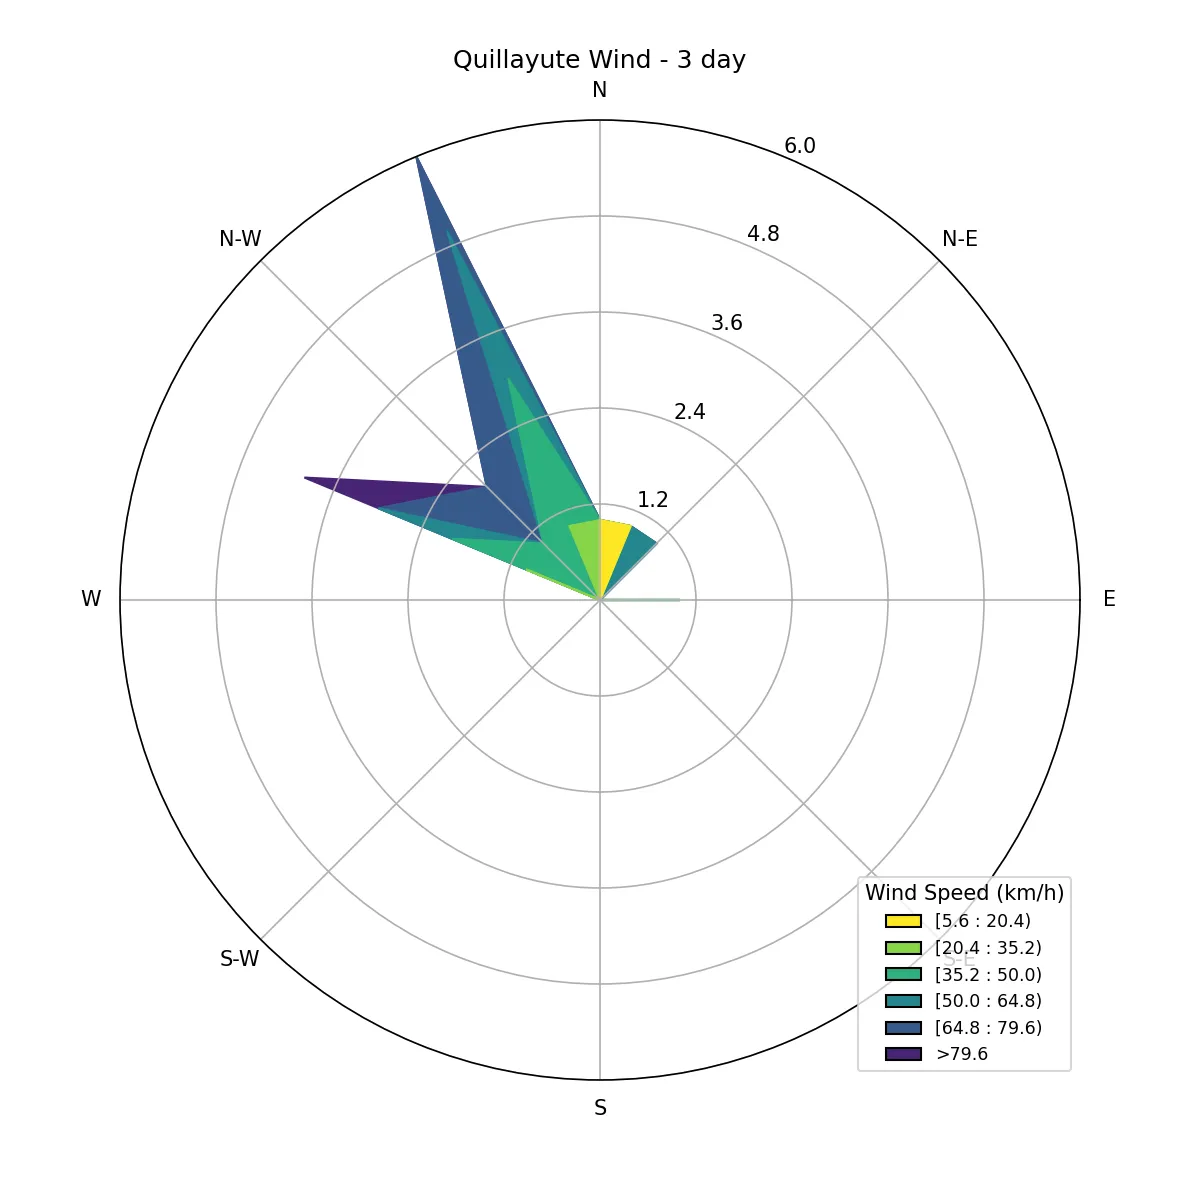 Quillayute Wind - 3 day
N
6.0
N-W
4.8
N-E
3.6
2.4
1.2
W
E
S-W
S-E
S
Wind Speed (km/h)
[5.6 : 20.4)
[20.4 : 35.2)
[35.2 : 50.0)
[50.0 : 64.8)
[64.8 : 79.6)
>79.6